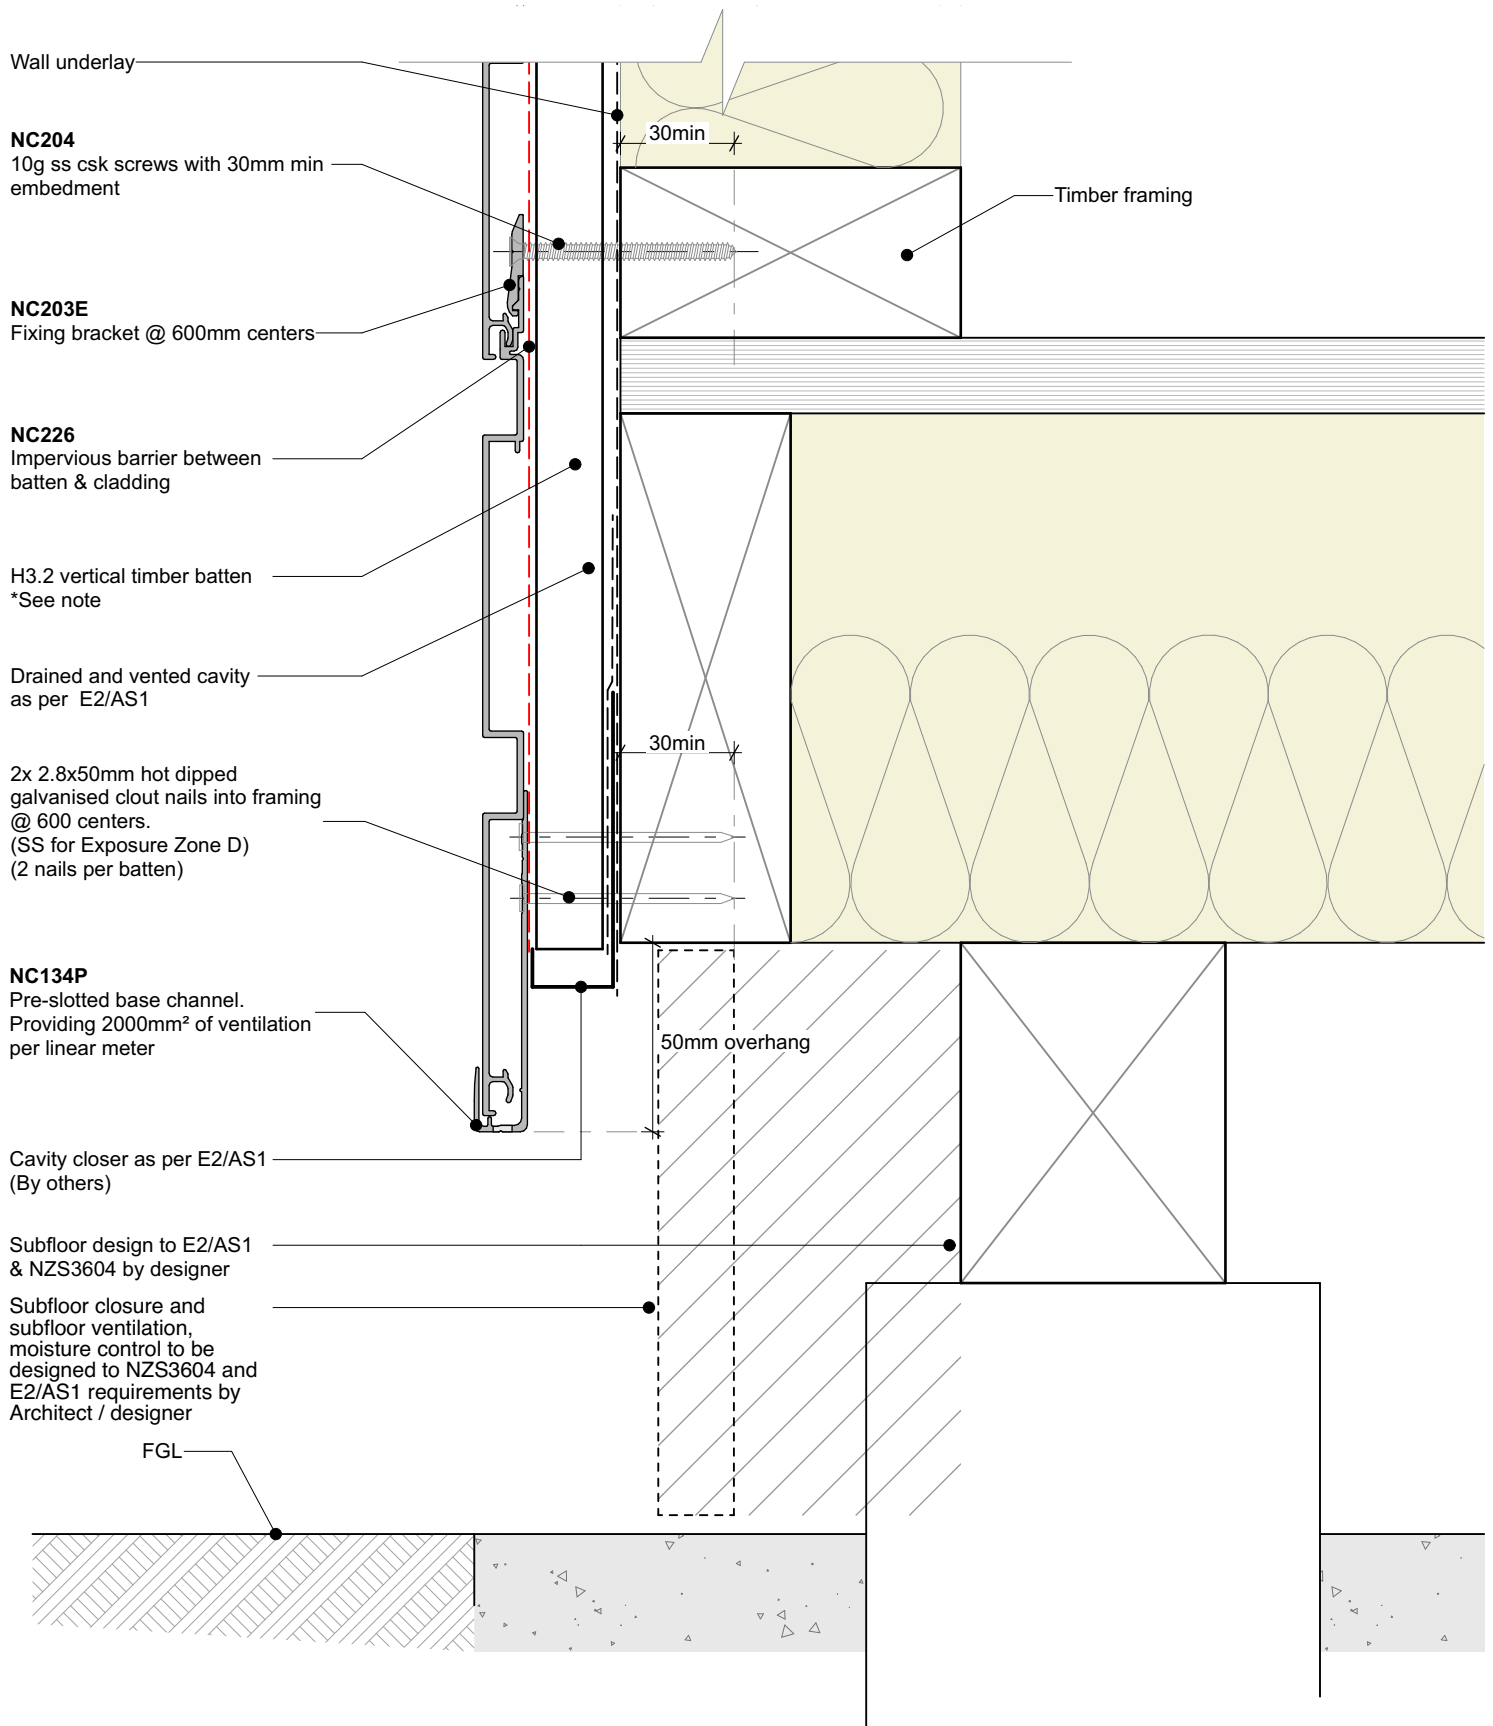 Wall underlay
NC204
10g ss csk screws with 30mm min
embedment
30min
Timber framing
NC203E
Fixing bracket @ 600mm centers
NC226
Impervious barrier between
batten & cladding
H3.2 vertical timber batten
*See note
Drained and vented cavity
as per E2/AS1
30min
2x 2.8x50mm hot dipped
galvanised clout nails into framing
@ 600 centers.
(SS for Exposure Zone D)
(2 nails per batten)
NC134P
Pre-slotted base channel.
Providing 2000mm² of ventilation
per linear meter
50mm overhang
Cavity closer as per E2/AS1
(By others)
Subfloor design to E2/AS1
& NZS3604 by designer
Subfloor closure and
subfloor ventilation,
moisture control to be
designed to NZS3604 and
E2/AS1 requirements by
Architect / designer
FGL